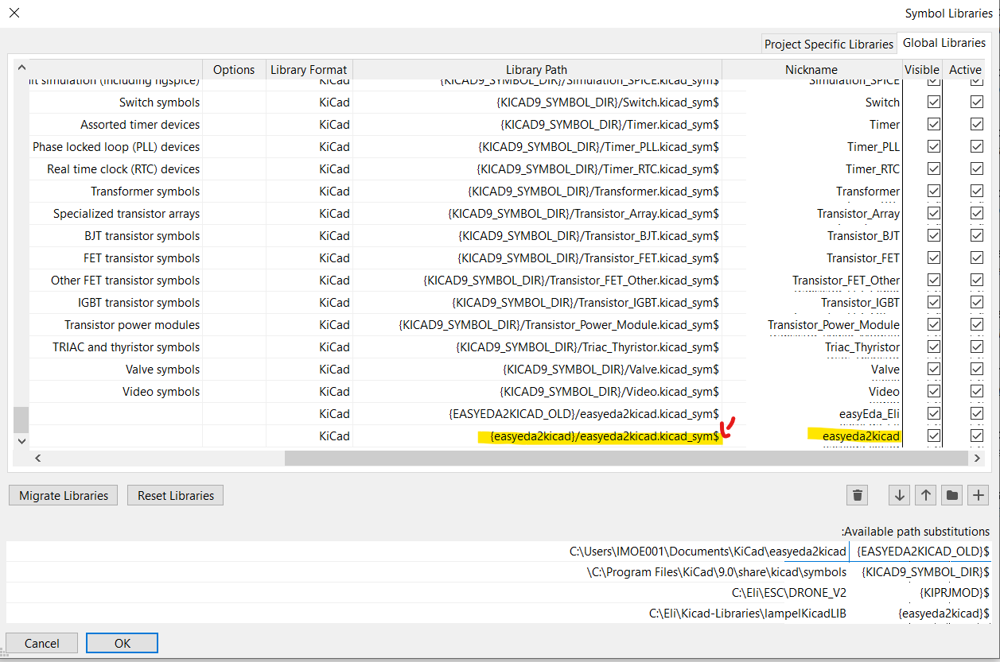 Symbol Libraries
Project Specific Libraries Global Libraries
Options Library Format Library Path Nickname Visible Active
simulation (including ngspice) KiCad {KICAD9_SYMBOL_DIR}/Simulation_SPICE.kicad_sym$ Simulation_SPICE
Switch symbols KiCad {KICAD9_SYMBOL_DIR}/Switch.kicad_sym$ Switch
Assorted timer devices KiCad {KICAD9_SYMBOL_DIR}/Timer.kicad_sym$ Timer
Phase locked loop (PLL) devices KiCad {KICAD9_SYMBOL_DIR}/Timer_PLL.kicad_sym$ Timer_PLL
Real time clock (RTC) devices KiCad {KICAD9_SYMBOL_DIR}/Timer_RTC.kicad_sym$ Timer_RTC
Transformer symbols KiCad {KICAD9_SYMBOL_DIR}/Transformer.kicad_sym$ Transformer
Specialized transistor arrays KiCad {KICAD9_SYMBOL_DIR}/Transistor_Array.kicad_sym$ Transistor_Array
BJT transistor symbols KiCad {KICAD9_SYMBOL_DIR}/Transistor_BJT.kicad_sym$ Transistor_BJT
FET transistor symbols KiCad {KICAD9_SYMBOL_DIR}/Transistor_FET.kicad_sym$ Transistor_FET
Other FET transistor symbols KiCad {KICAD9_SYMBOL_DIR}/Transistor_FET_Other.kicad_sym$ Transistor_FET_Other
IGBT transistor symbols KiCad {KICAD9_SYMBOL_DIR}/Transistor_IGBT.kicad_sym$ Transistor_IGBT
Transistor power modules KiCad {KICAD9_SYMBOL_DIR}/Transistor_Power_Module.kicad_sym$ Transistor_Power_Module
TRIAC and thyristor symbols KiCad {KICAD9_SYMBOL_DIR}/Triac_Thyristor.kicad_sym$ Triac_Thyristor
Valve symbols KiCad {KICAD9_SYMBOL_DIR}/Valve.kicad_sym$ Valve
Video symbols KiCad {KICAD9_SYMBOL_DIR}/Video.kicad_sym$ Video
KiCad {EASYEDA2KICAD_OLD}/easyeda2kicad.kicad_sym$ easyEda_Eli
KiCad {easyeda2kicad}/easyeda2kicad.kicad_sym$ easyeda2kicad
Migrate Libraries Reset Libraries
:Available path substitutions
C:\Users\IMOE001\Documents\KiCad\easyeda2kicad {EASYEDA2KICAD_OLD}$
\C:\Program Files\KiCad\9.0\share\kicad\symbols {KICAD9_SYMBOL_DIR}$
C:\Eli\ESC\DRONE_V2 {KIPRJMOD}$
C:\Eli\Kicad-Libraries\lampelKicadLIB {easyeda2kicad}$
Cancel OK